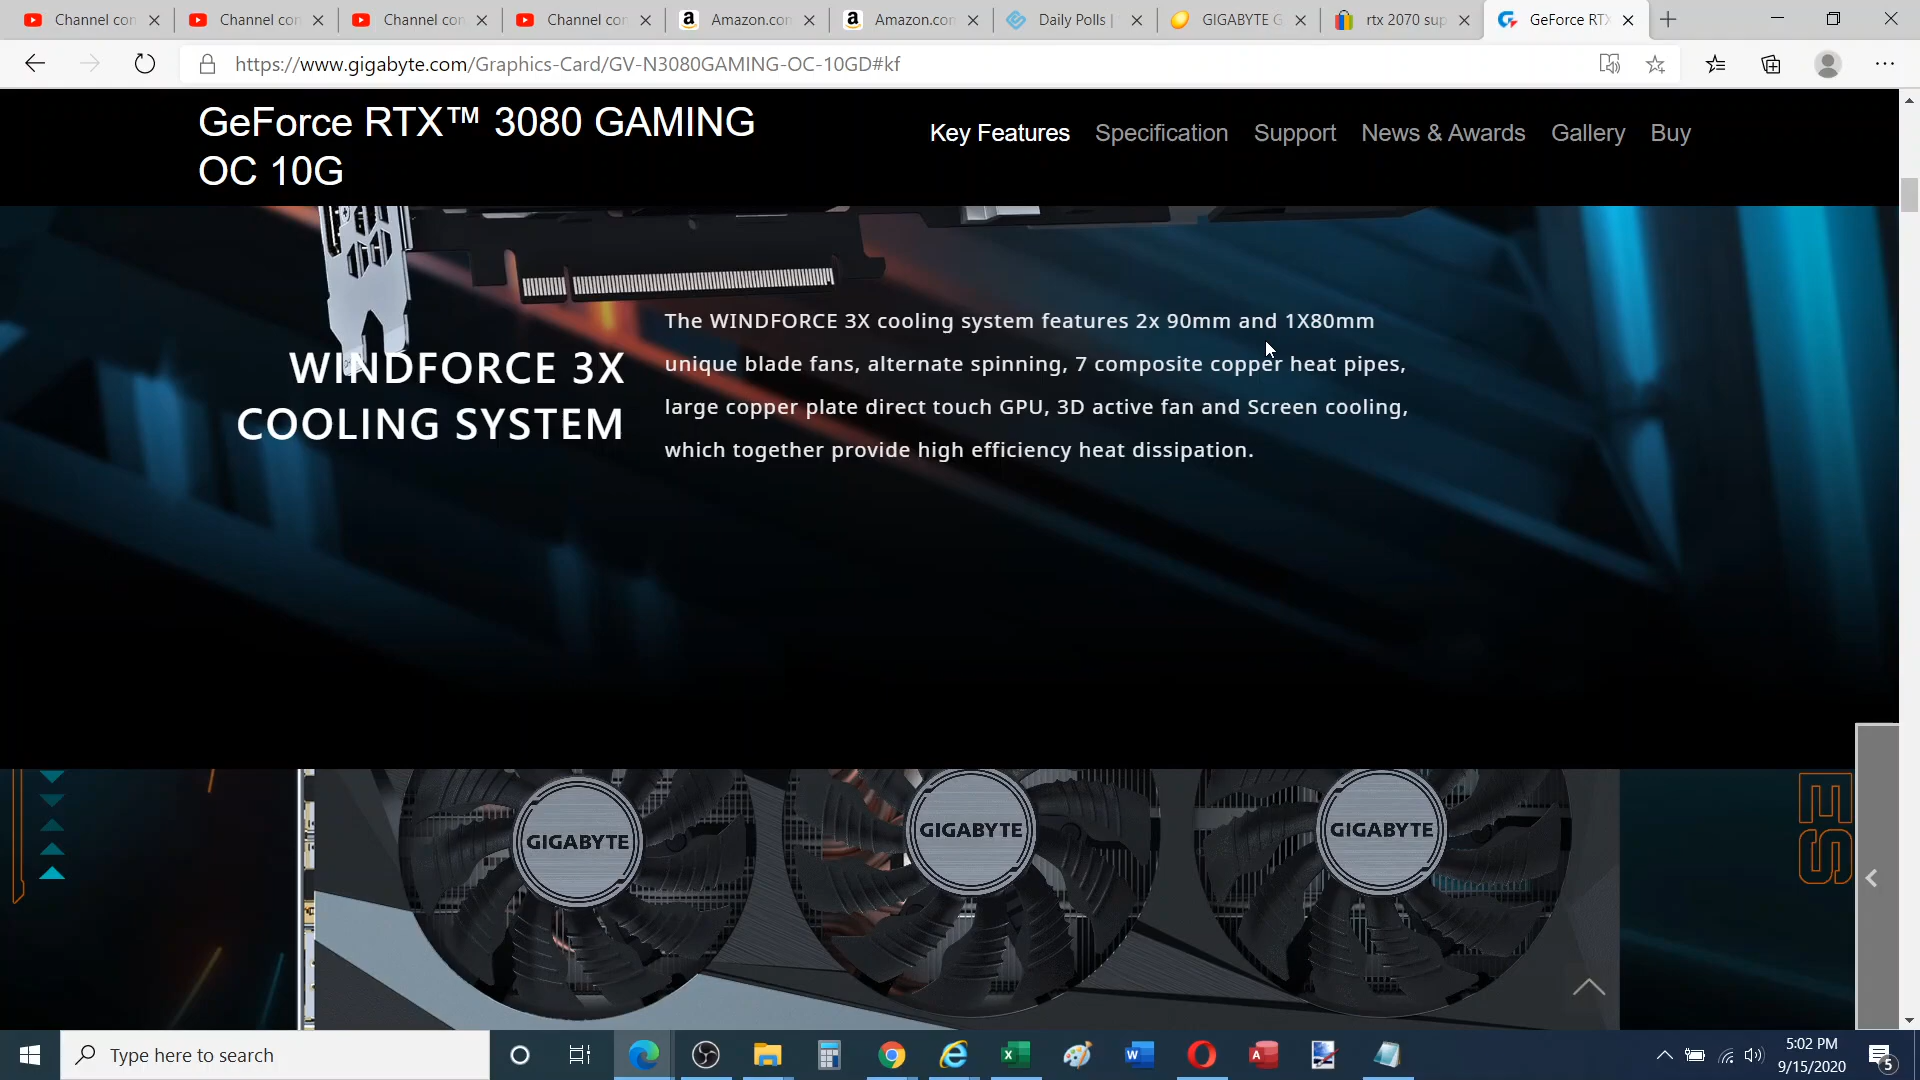 Channel con
Channel con
Channel con
Channel con
Amazon.con
Amazon.con
Daily Polls |
GIGABYTE G
rtx 2070 sup
GeForce RTX
https://www.gigabyte.com/Graphics-Card/GV-N3080GAMING-OC-10GD#kf
GeForce RTX™ 3080 GAMING
OC 10G
Key Features
Specification
Support
News & Awards
Gallery
Buy
WINDFORCE 3X
COOLING SYSTEM
The WINDFORCE 3X cooling system features 2x 90mm and 1X80mm
unique blade fans, alternate spinning, 7 composite copper heat pipes,
large copper plate direct touch GPU, 3D active fan and Screen cooling,
which together provide high efficiency heat dissipation.
GIGABYTE
GIGABYTE
GIGABYTE
ES
Type here to search
5:02 PM
9/15/2020
5